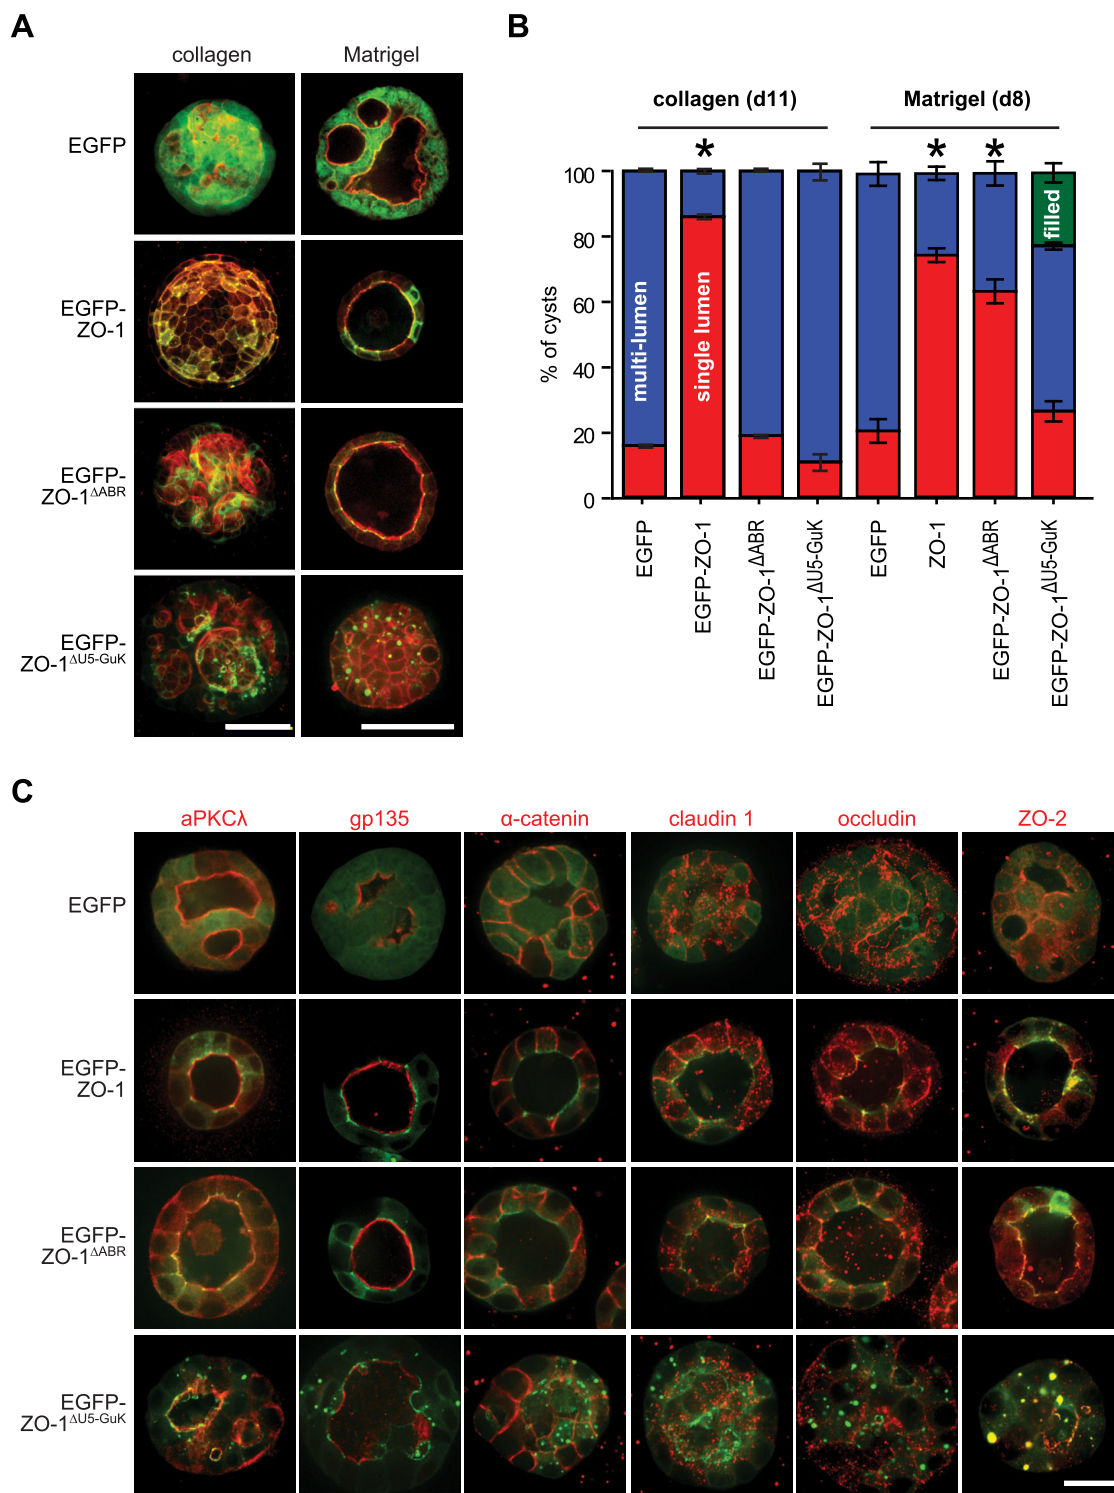 A
collagen
Matrigel
EGFP
EGFP-
ZO-1
EGFP-
ZO-1ΔABR
EGFP-
ZO-1ΔU5-GuK
B
collagen (d11)
Matrigel (d8)
*
*
*
% of cysts
100
80
60
40
20
0
multi-lumen
single lumen
filled
EGFP
EGFP-ZO-1
EGFP-ZO-1ΔABR
EGFP-ZO-1ΔU5-GuK
EGFP
ZO-1
EGFP-ZO-1ΔABR
EGFP-ZO-1ΔU5-GuK
C
aPKCλ
gp135
α-catenin
claudin 1
occludin
ZO-2
EGFP
EGFP-
ZO-1
EGFP-
ZO-1ΔABR
EGFP-
ZO-1ΔU5-GuK